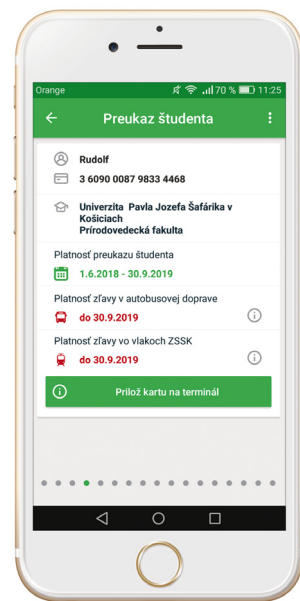 Orange 70 % 11:25
Preukaz študenta
Rudolf
3 6090 0087 9833 4468
Univerzita Pavla Jozefa Šafárika v
Košiciach
Prírodovedecká fakulta
Platnosť preukazu študenta
1.6.2018 - 30.9.2019
Platnosť zľavy v autobusovej doprave
do 30.9.2019
Platnosť zľavy vo vlakoch ZSSK
do 30.9.2019
Prilož kartu na terminál